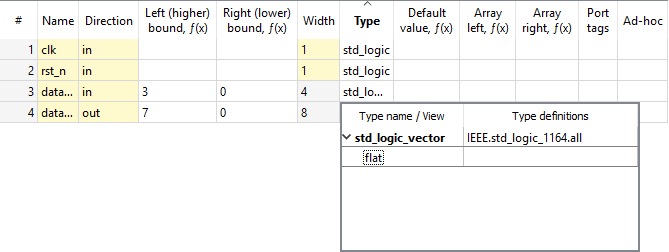 # Name Direction Left (higher) bound, ƒ(x) Right (lower) bound, ƒ(x) Width Type Default value, ƒ(x) Array left, ƒ(x) Array right, ƒ(x) Port tags Ad-hoc
1 clk in 1 std_logic
2 rst_n in 1 std_logic
3 data... in 3 0 4 std_lo...
4 data... out 7 0 8
Type name / View Type definitions
std_logic_vector IEEE.std_logic_1164.all
flat